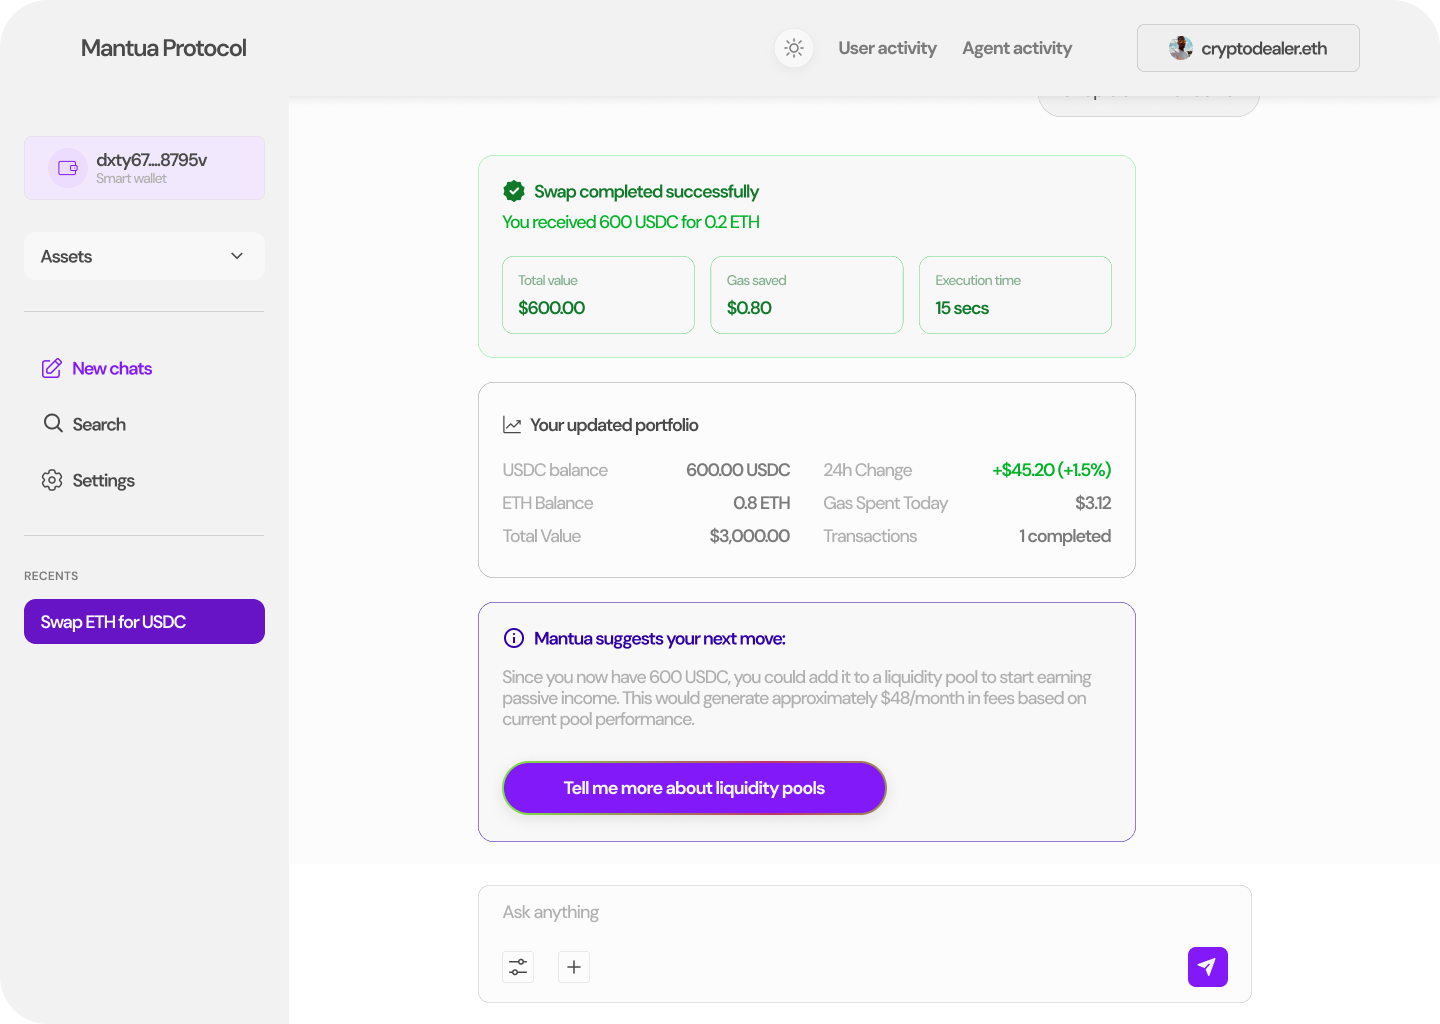 Mantua Protocol
User activity
Agent activity
cryptodealer.eth
dxty67....8795v
Smart wallet
Assets
New chats
Search
Settings
RECENTS
Swap ETH for USDC
Swap completed successfully
You received 600 USDC for 0.2 ETH
Total value
$600.00
Gas saved
$0.80
Execution time
15 secs
Your updated portfolio
USDC balance
600.00 USDC
24h Change
+$45.20 (+1.5%)
ETH Balance
0.8 ETH
Gas Spent Today
$3.12
Total Value
$3,000.00
Transactions
1 completed
Mantua suggests your next move:
Since you now have 600 USDC, you could add it to a liquidity pool to start earning
passive income. This would generate approximately $48/month in fees based on
current pool performance.
Tell me more about liquidity pools
Ask anything